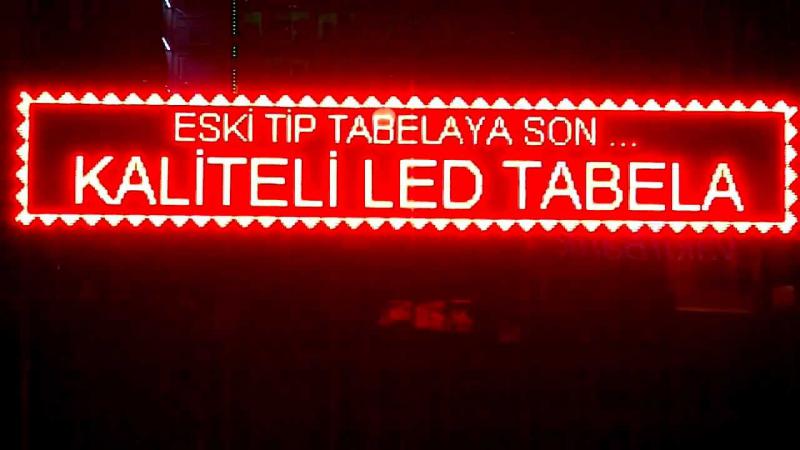 ESKİ TİP TABELAYA SON ...
KALİTELİ LED TABELA